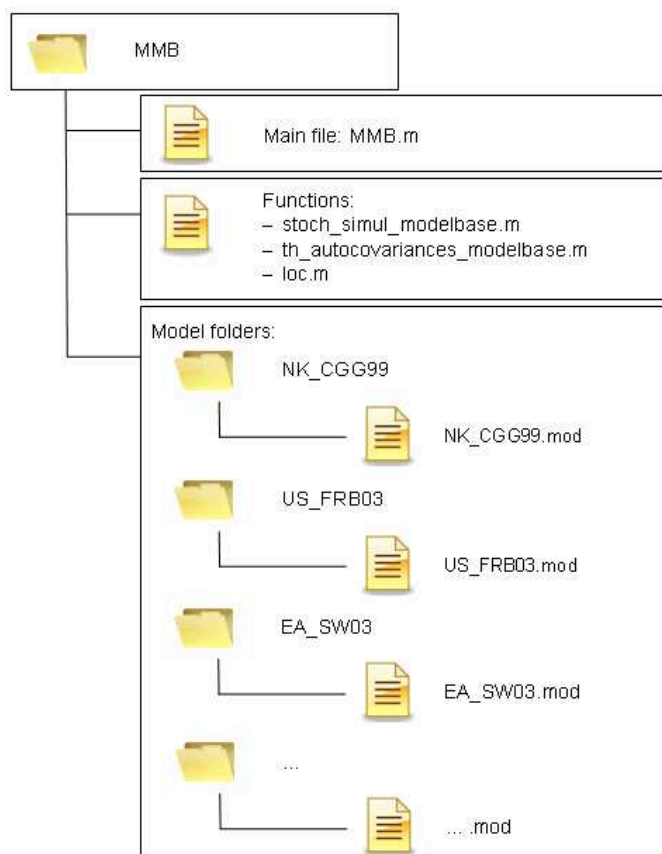 MMB
Main file: MMB.m
Functions:
– stoch_simul_modelbase.m
– th_autocovariances_modelbase.m
– loc.m
Model folders:
NK_CGG99
NK_CGG99.mod
US_FRB03
US_FRB03.mod
EA_SW03
EA_SW03.mod
...
... .mod